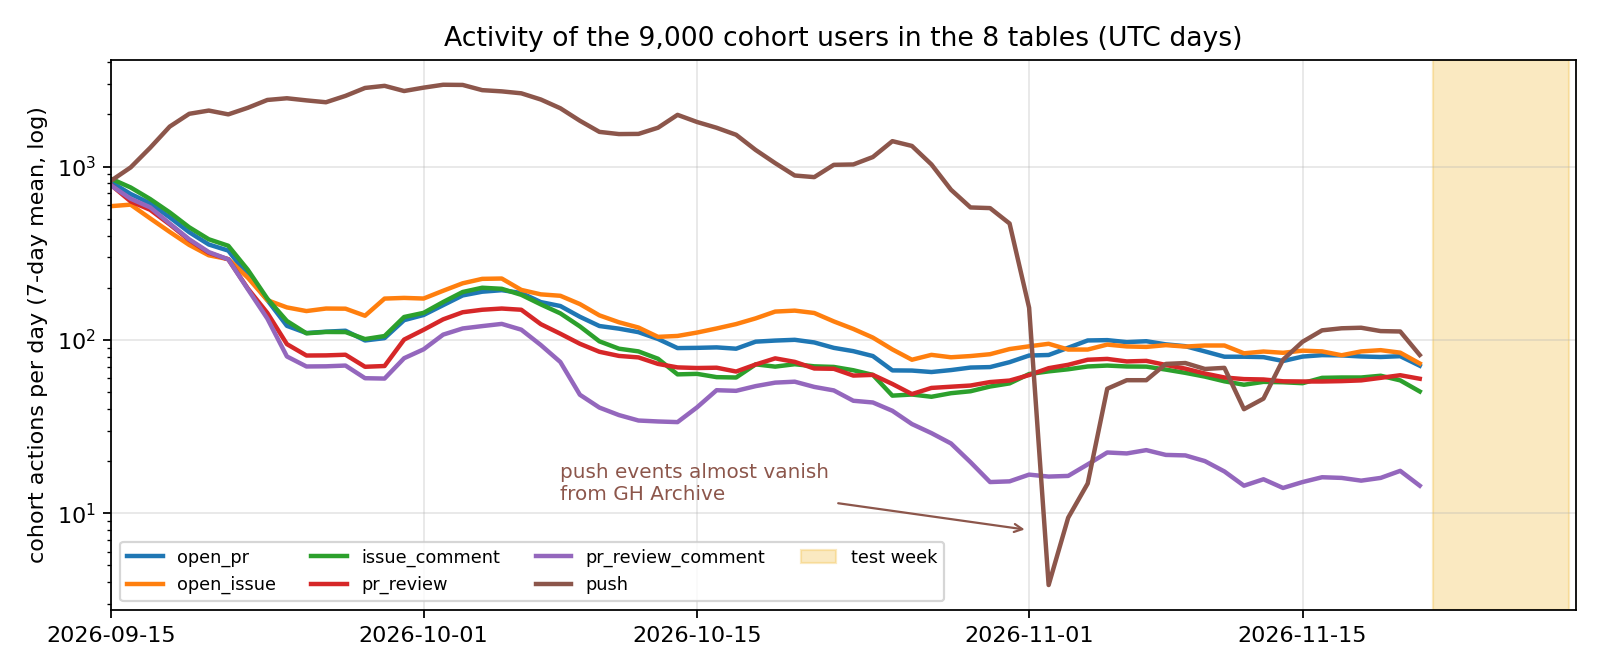 Activity of the 9,000 cohort users in the 8 tables (UTC days)
cohort actions per day (7-day mean, log)
10³
10²
10¹
push events almost vanish
from GH Archive
open_pr
open_issue
issue_comment
pr_review
pr_review_comment
push
test week
2026-09-15
2026-10-01
2026-10-15
2026-11-01
2026-11-15